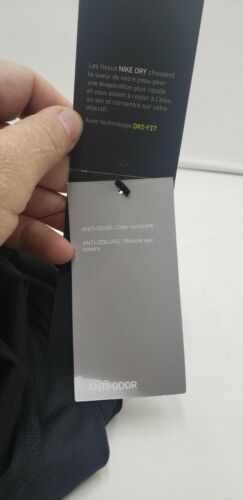 Les tissus NIKE DRY chassent
la sueur de votre peau pour
une évaporation plus rapide
et vous aident à rester à l'aise,
au sec et concentré sur votre
objectif.
Avec technologie DRI-FIT
ANTI-ODOR | Odor resistant
ANTI-ODEURS | Résiste aux
odeurs
ANTI-ODOR